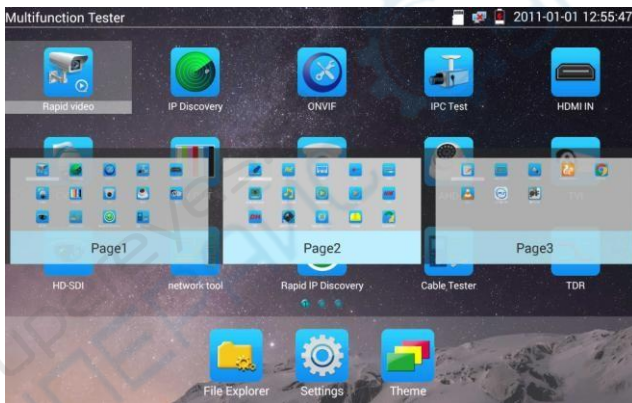 Multifunction Tester 2011-01-01 12:55:47
Rapid video IP Discovery ONVIF IPC Test HDMI IN
Page1 Page2 Page3
HD-SDI network tool Rapid IP Discovery Cable Tester TDR
File Explorer Settings Theme